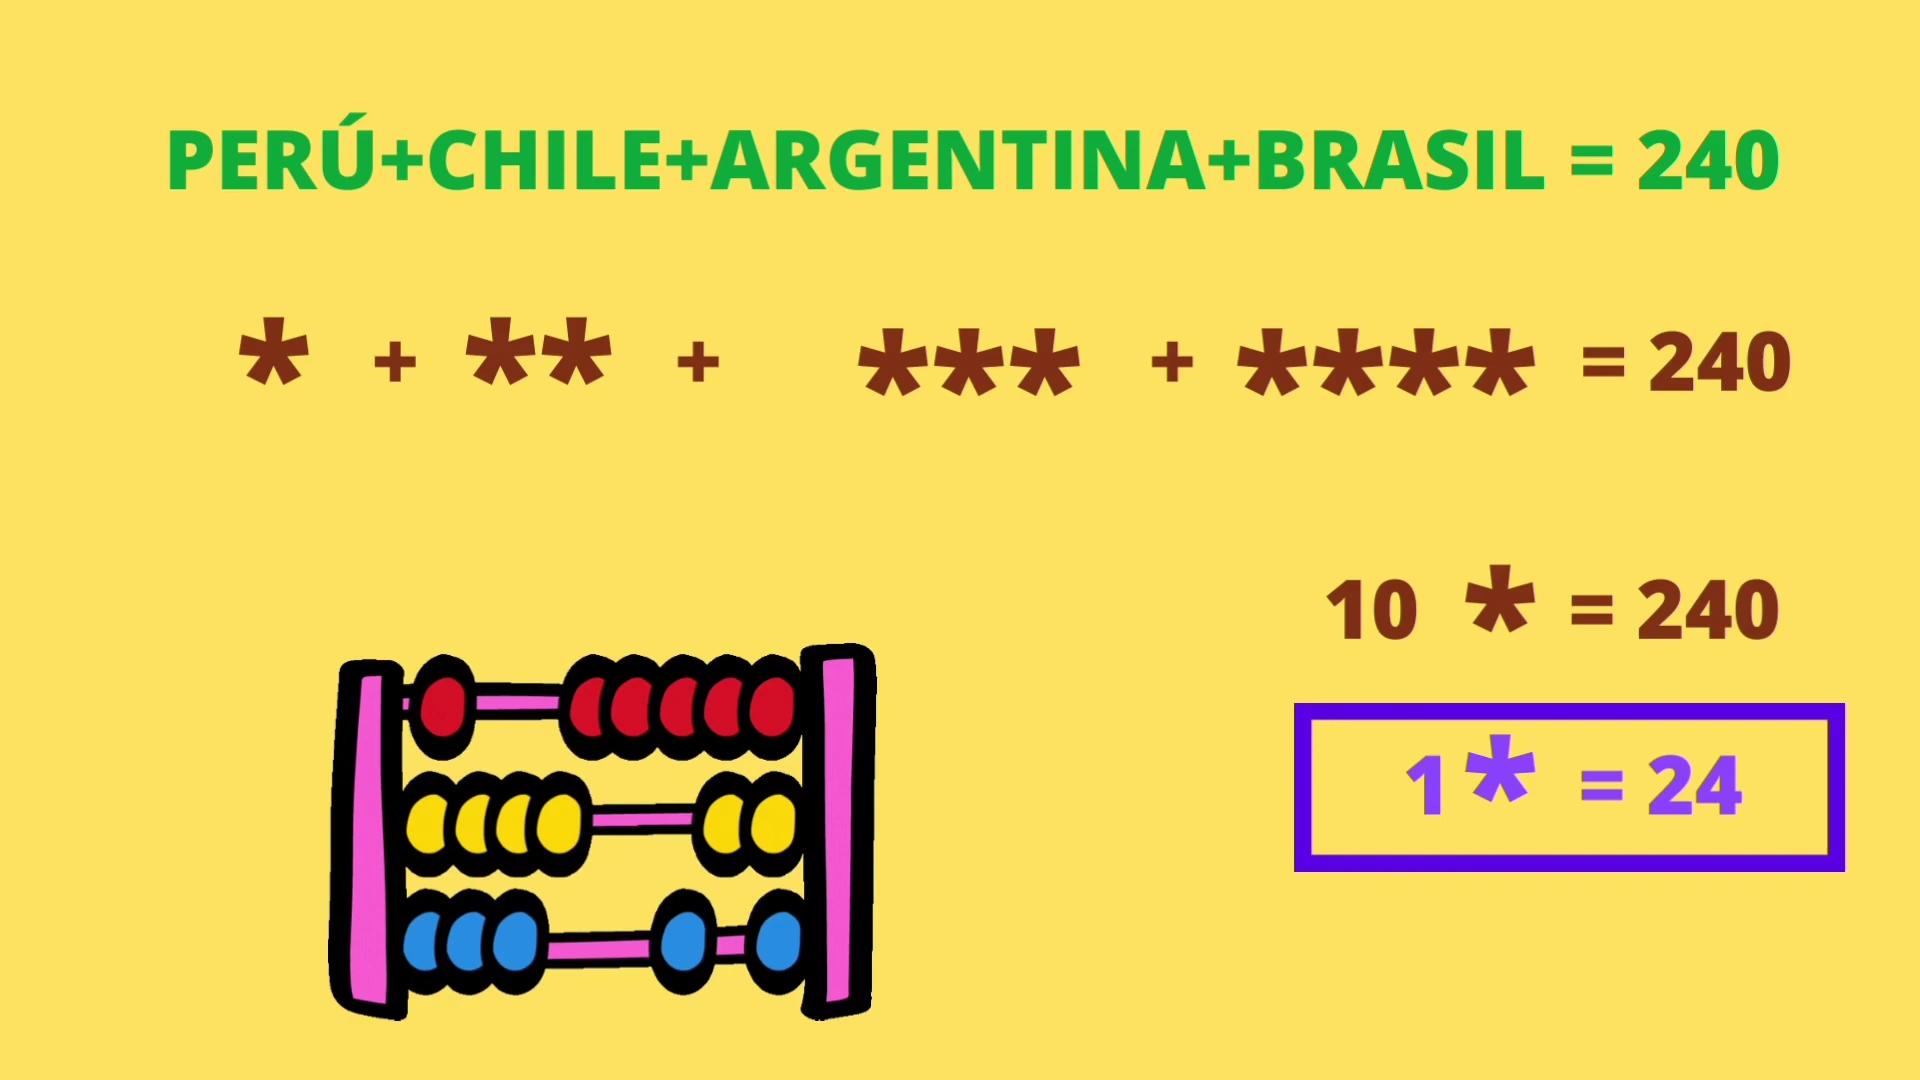 PERÚ+CHILE+ARGENTINA+BRASIL = 240
* + ** + *** + **** = 240
10 * = 240
1* = 24